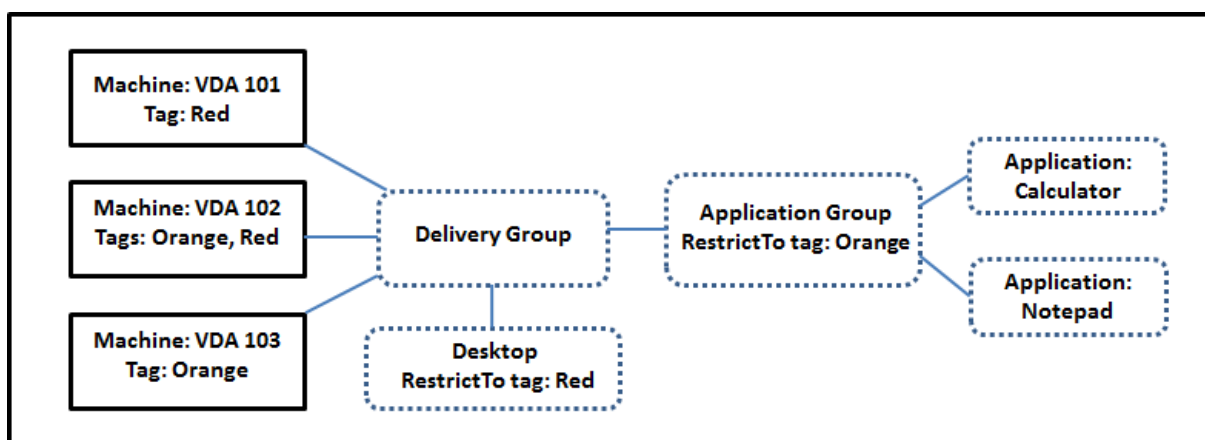 Machine: VDA 101
Tag: Red
Machine: VDA 102
Tags: Orange, Red
Machine: VDA 103
Tag: Orange
Delivery Group
Desktop
RestrictTo tag: Red
Application Group
RestrictTo tag: Orange
Application:
Calculator
Application:
Notepad